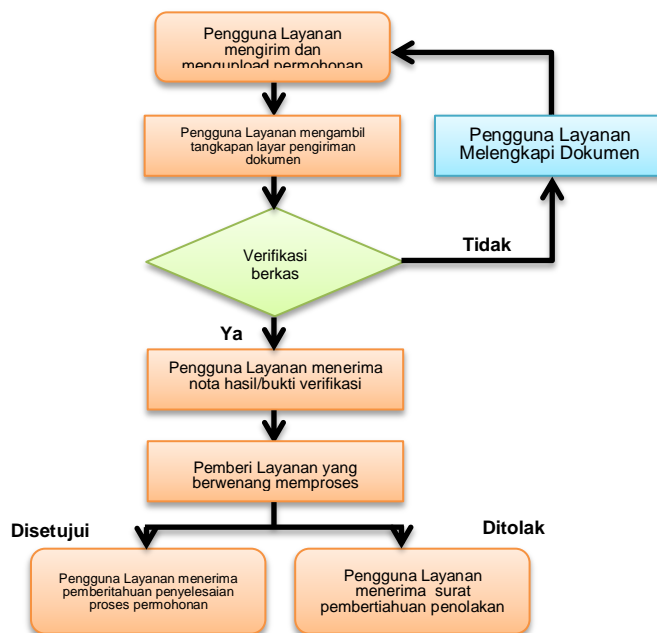 Pengguna Layanan
mengirim dan
mengupload permohonan
Pengguna Layanan mengambil
tangkapan layar pengiriman
dokumen
Pengguna Layanan
Melengkapi Dokumen
Verifikasi
berkas
Tidak
Ya
Pengguna Layanan menerima
nota hasil/bukti verifikasi
Pemberi Layanan yang
berwenang memproses
Disetujui
Ditolak
Pengguna Layanan menerima
pemberitahuan penyelesaian
proses permohonan
Pengguna Layanan
menerima surat
pembertiahuan penolakan